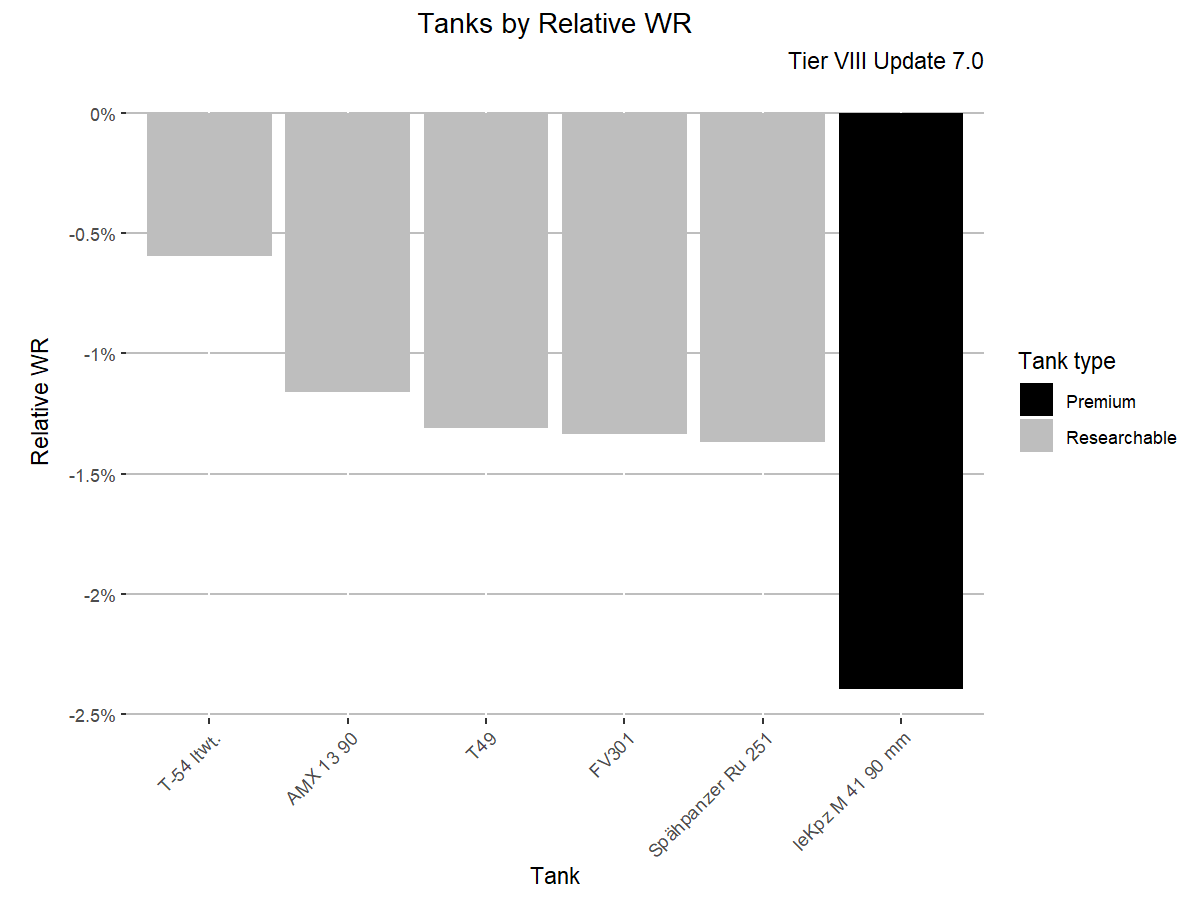 Tanks by Relative WR
Tier VIII Update 7.0
Relative WR
0%
-0.5%
-1%
-1.5%
-2%
-2.5%
T-54 ltwt.
AMX 13 90
T49
FV301
Spähpanzer Ru 251
leKpz M 41 90 mm
Tank
Tank type
Premium
Researchable